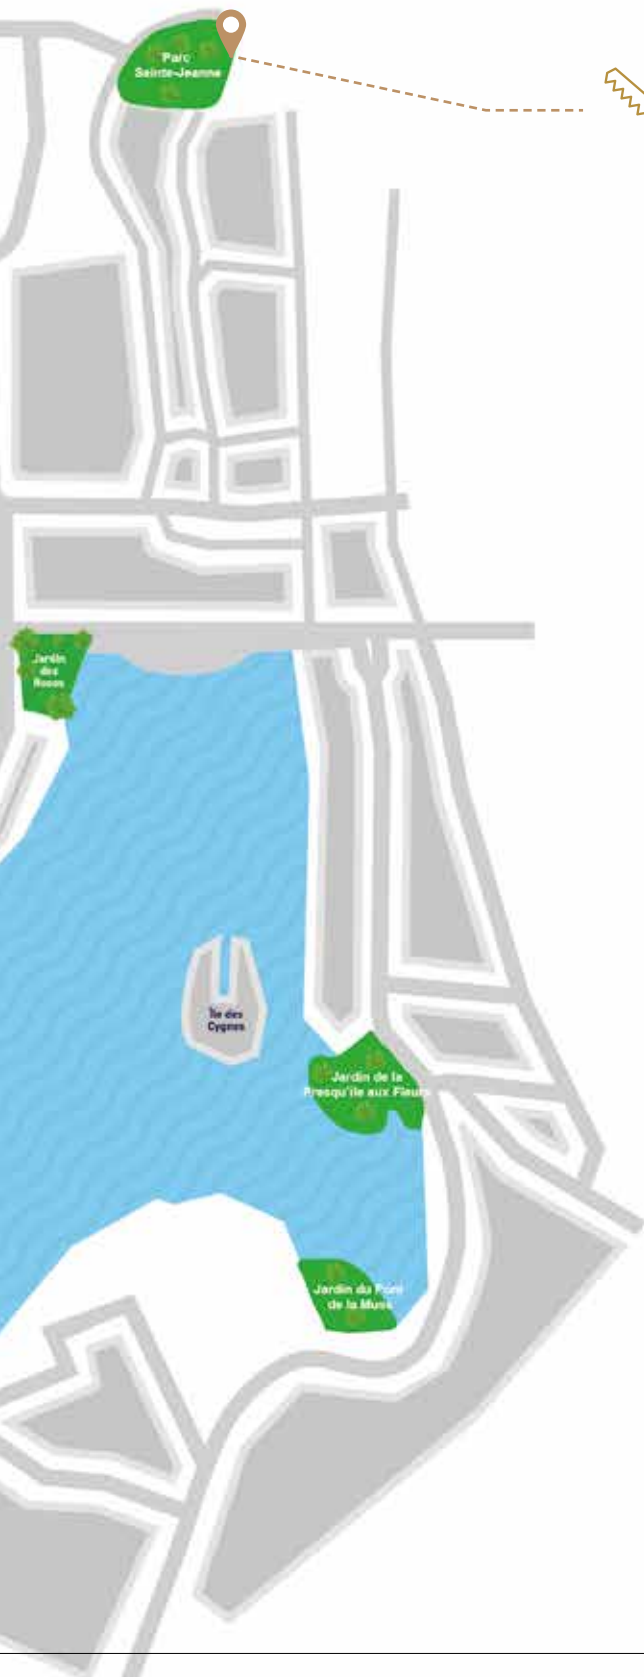 Parc
Sainte-Jeanne
Jardin
des
Roses
Île des
Cygnes
Jardin de la
Presqu'île aux Fleurs
Jardin du Pont
de la Muse